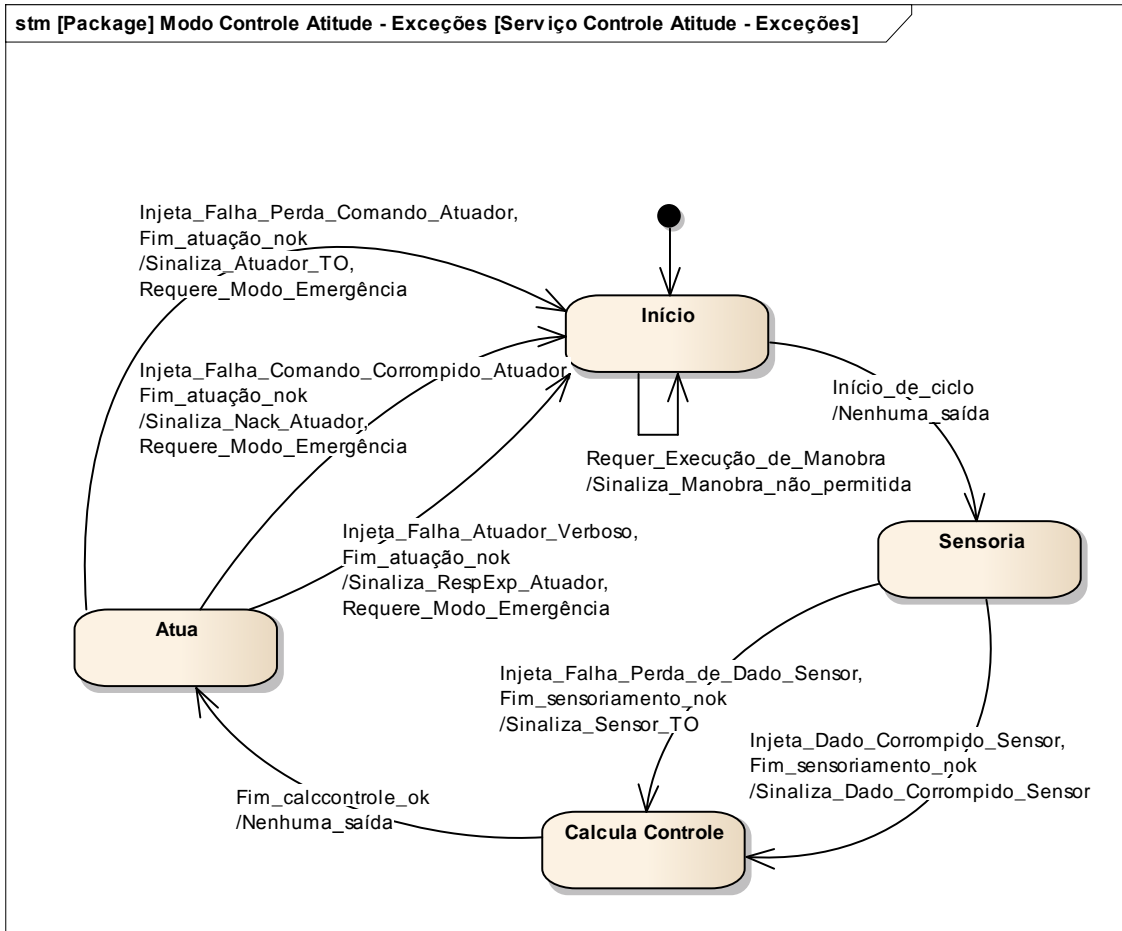 stm [Package] Modo Controle Atitude - Exceções [Serviço Controle Atitude - Exceções]
Injeta_Falha_Perda_Comando_Atuador,
Fim_atuação_nok
/Sinaliza_Atuador_TO,
Requere_Modo_Emergência
Início
Injeta_Falha_Comando_Corrompido_Atuador
Fim_atuação_nok
/Sinaliza_Nack_Atuador,
Requere_Modo_Emergência
Início_de_ciclo
/Nenhuma_saída
Requer_Execução_de_Manobra
/Sinaliza_Manobra_não_permitida
Injeta_Falha_Atuador_Verboso,
Fim_atuação_nok
/Sinaliza_RespExp_Atuador,
Requere_Modo_Emergência
Sensoria
Atua
Injeta_Falha_Perda_de_Dado_Sensor,
Fim_sensoriamento_nok
/Sinaliza_Sensor_TO
Injeta_Dado_Corrompido_Sensor,
Fim_sensoriamento_nok
/Sinaliza_Dado_Corrompido_Sensor
Fim_calccontrole_ok
/Nenhuma_saída
Calcula Controle